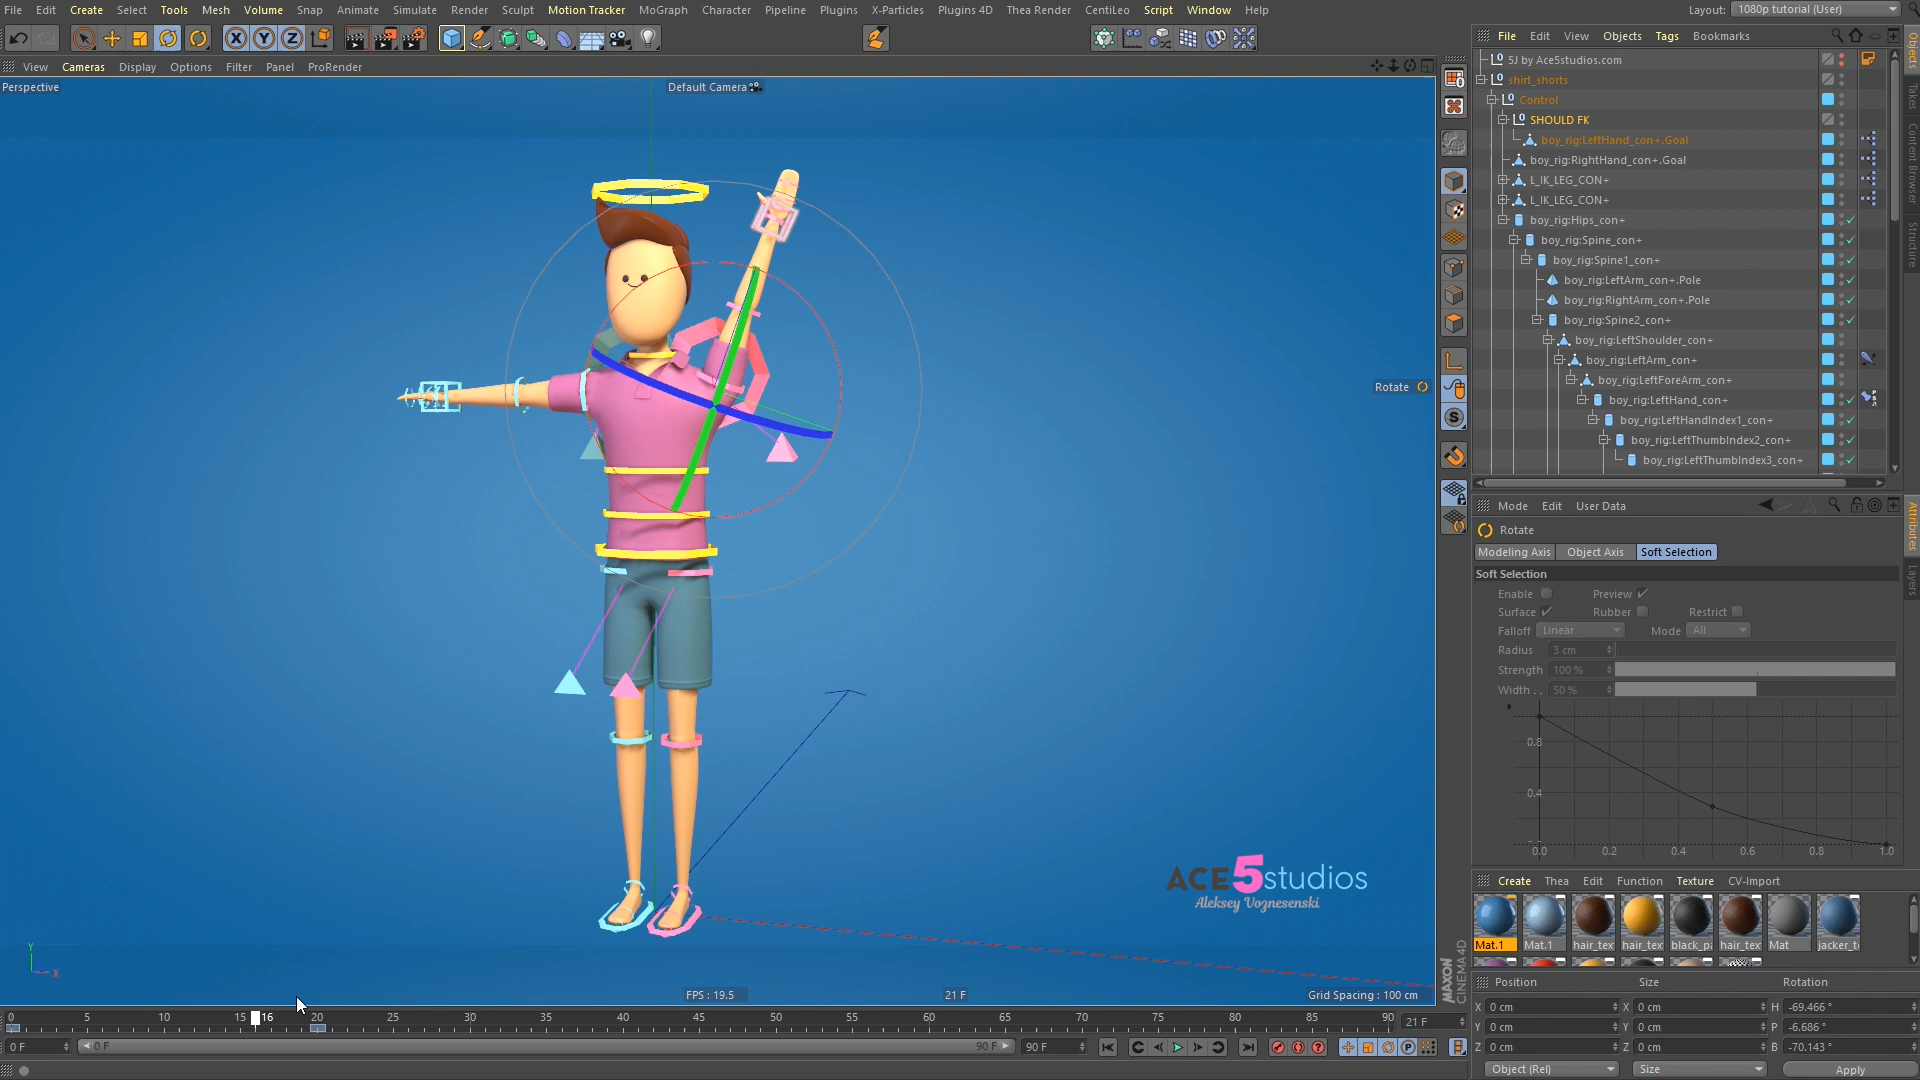 File Edit Create Select Tools Mesh Volume Snap Animate Simulate Render Sculpt Motion Tracker MoGraph Character Pipeline Plugins X-Particles Plugins 4D Thea Render CentiLeo Script Window Help Layout: 1080p tutorial (User)
View Cameras Display Options Filter Panel ProRender
Perspective
Default Camera
Rotate
ACE5studios
Aleksey Voznesenski
Y
X
FPS : 19.5
21 F
Grid Spacing : 100 cm
MAXON
CINEMA 4D
0 5 10 15 16 20 25 30 35 40 45 50 55 60 65 70 75 80 85 90 21 F
0 F 0 F 90 F 90 F
File Edit View Objects Tags Bookmarks
5J by Ace5studios.com
shirt_shorts
Control
SHOULD FK
boy_rig:LeftHand_con+.Goal
boy_rig:RightHand_con+.Goal
L_IK_LEG_CON+
L_IK_LEG_CON+
boy_rig:Hips_con+
boy_rig:Spine_con+
boy_rig:Spine1_con+
boy_rig:LeftArm_con+.Pole
boy_rig:RightArm_con+.Pole
boy_rig:Spine2_con+
boy_rig:LeftShoulder_con+
boy_rig:LeftArm_con+
boy_rig:LeftForeArm_con+
boy_rig:LeftHand_con+
boy_rig:LeftHandIndex1_con+
boy_rig:LeftThumbIndex2_con+
boy_rig:LeftThumbIndex3_con+
Objects
Takes
Content Browser
Structure
Mode Edit User Data
Rotate
Modeling Axis Object Axis Soft Selection
Soft Selection
Enable Preview
Surface Rubber Restrict
Falloff Linear Mode All
Radius 3 cm
Strength 100 %
Width . . 50 %
0.8
0.4
0.0 0.2 0.4 0.6 0.8 1.0
Attributes
Layers
Create Thea Edit Function Texture CV-Import
Mat.1 Mat.1 hair_tex hair_tex black_pa hair_tex Mat jacker_t
Position Size Rotation
X 0 cm X 0 cm H -69.466 °
Y 0 cm Y 0 cm P -6.686 °
Z 0 cm Z 0 cm B -70.143 °
Object (Rel) Size Apply